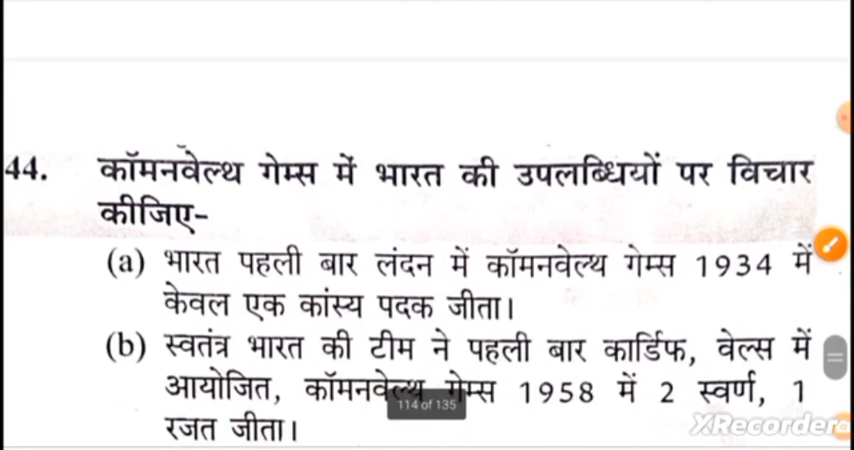 44. कॉमनवेल्थ गेम्स में भारत की उपलब्धियों पर विचार
कीजिए-
(a) भारत पहली बार लंदन में कॉमनवेल्थ गेम्स 1934 में
केवल एक कांस्य पदक जीता।
(b) स्वतंत्र भारत की टीम ने पहली बार कार्डिफ, वेल्स में
आयोजित, कॉमनवेल्थ गेम्स 1958 में 2 स्वर्ण, 1
114 of 135
रजत जीता।
XRecorder